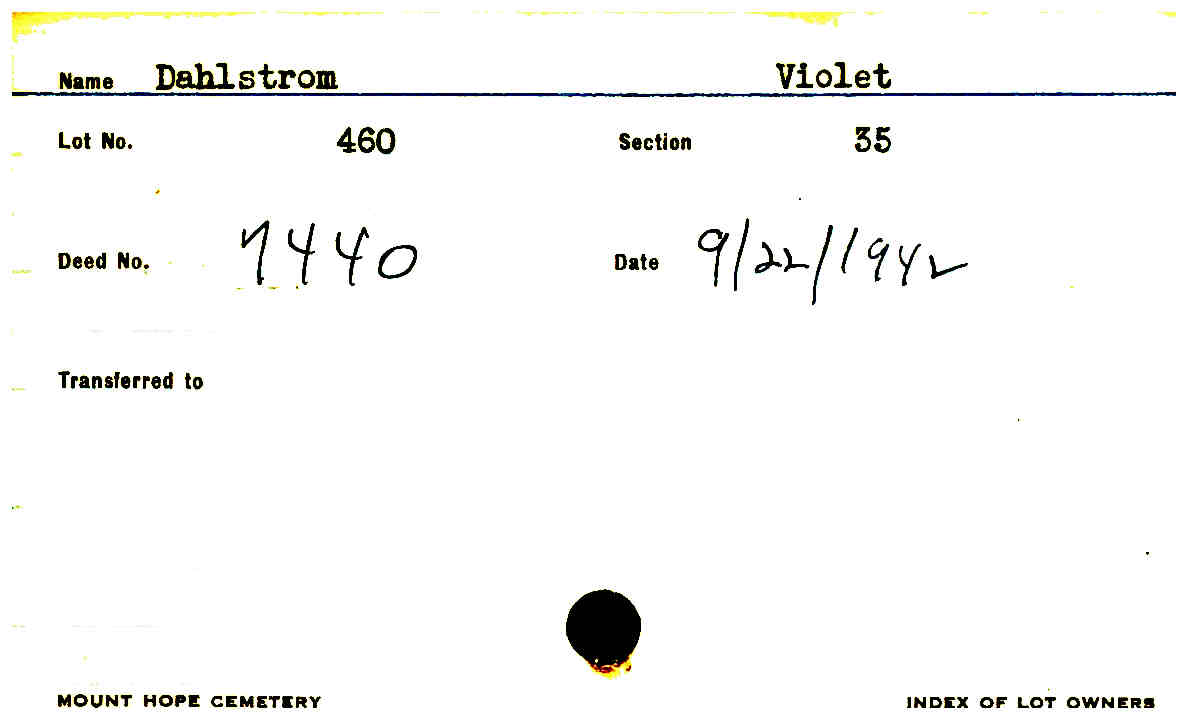 Name Dahlstrom Violet
Lot No. 460 Section 35
Deed No. 7440 Date 9/22/1942
Transferred to
MOUNT HOPE CEMETERY INDEX OF LOT OWNERS